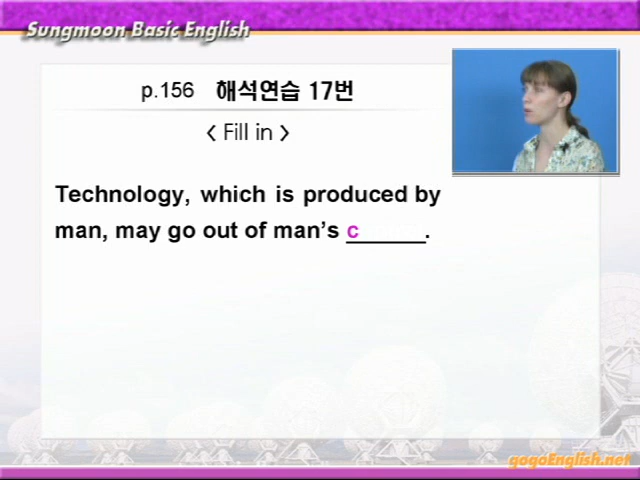 Sungmoon Basic English
p.156 해석연습 17번
< Fill in >
Technology, which is produced by
man, may go out of man's c______.
gogoEnglish.net